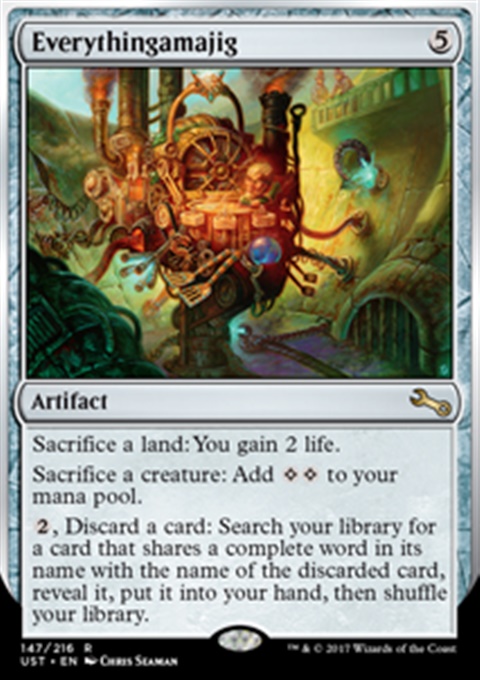 Everythingamajig 5
Artifact
Sacrifice a land: You gain 2 life.
Sacrifice a creature: Add to your
mana pool.
2, Discard a card: Search your library for
a card that shares a complete word in its
name with the name of the discarded card,
reveal it, put it into your hand, then shuffle
your library.
147/216 R
™ & © 2017 Wizards of the Coast
UST • EN Chris Seaman